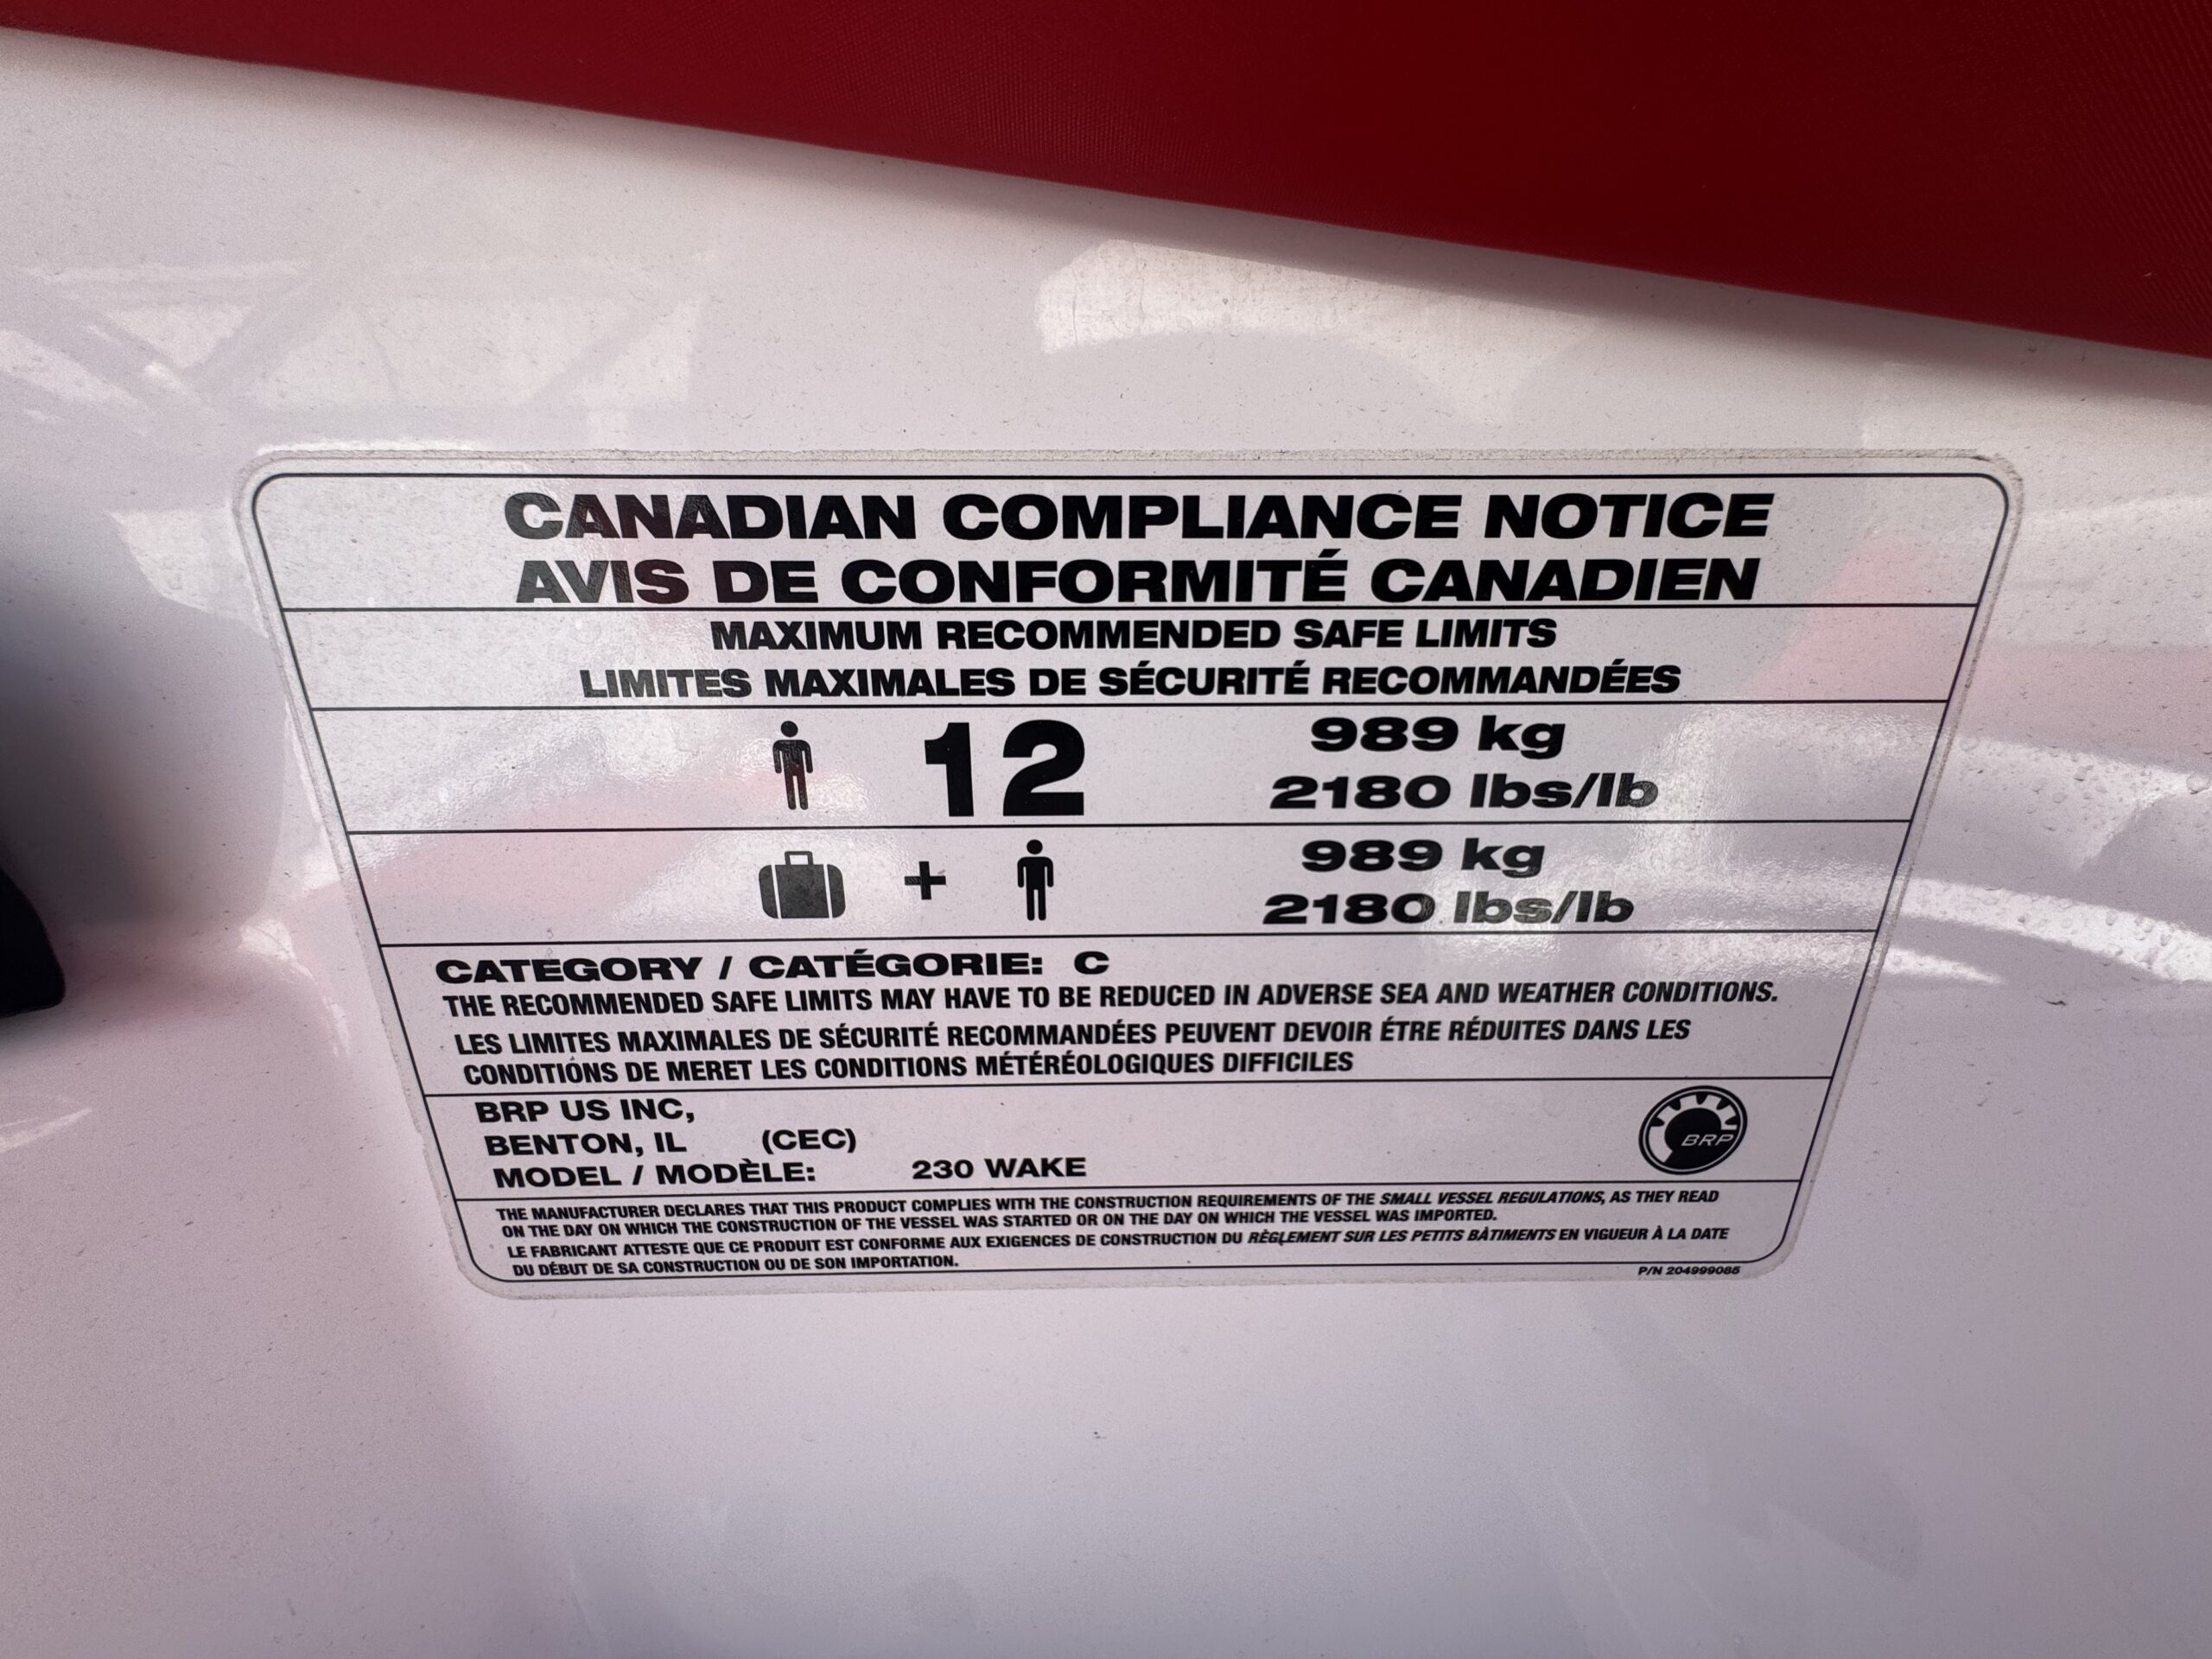 CANADIAN COMPLIANCE NOTICE
AVIS DE CONFORMITÉ CANADIEN
MAXIMUM RECOMMENDED SAFE LIMITS
LIMITES MAXIMALES DE SÉCURITÉ RECOMMANDÉES
12 989 kg
2180 lbs/lb
+ 989 kg
2180 lbs/lb
CATEGORY / CATÉGORIE: C
THE RECOMMENDED SAFE LIMITS MAY HAVE TO BE REDUCED IN ADVERSE SEA AND WEATHER CONDITIONS.
LES LIMITES MAXIMALES DE SÉCURITÉ RECOMMANDÉES PEUVENT DEVOIR ÉTRE RÉDUITES DANS LES
CONDITIONS DE MERET LES CONDITIONS MÉTÉRÉOLOGIQUES DIFFICILES
BRP US INC,
BENTON, IL (CEC)
MODEL / MODÈLE: 230 WAKE
BRP
THE MANUFACTURER DECLARES THAT THIS PRODUCT COMPLIES WITH THE CONSTRUCTION REQUIREMENTS OF THE SMALL VESSEL REGULATIONS, AS THEY READ
ON THE DAY ON WHICH THE CONSTRUCTION OF THE VESSEL WAS STARTED OR ON THE DAY ON WHICH THE VESSEL WAS IMPORTED.
LE FABRICANT ATTESTE QUE CE PRODUIT EST CONFORME AUX EXIGENCES DE CONSTRUCTION DU RÈGLEMENT SUR LES PETITS BÀTIMENTS EN VIGUEUR À LA DATE
DU DÉBUT DE SA CONSTRUCTION OU DE SON IMPORTATION.
P/N 204999085